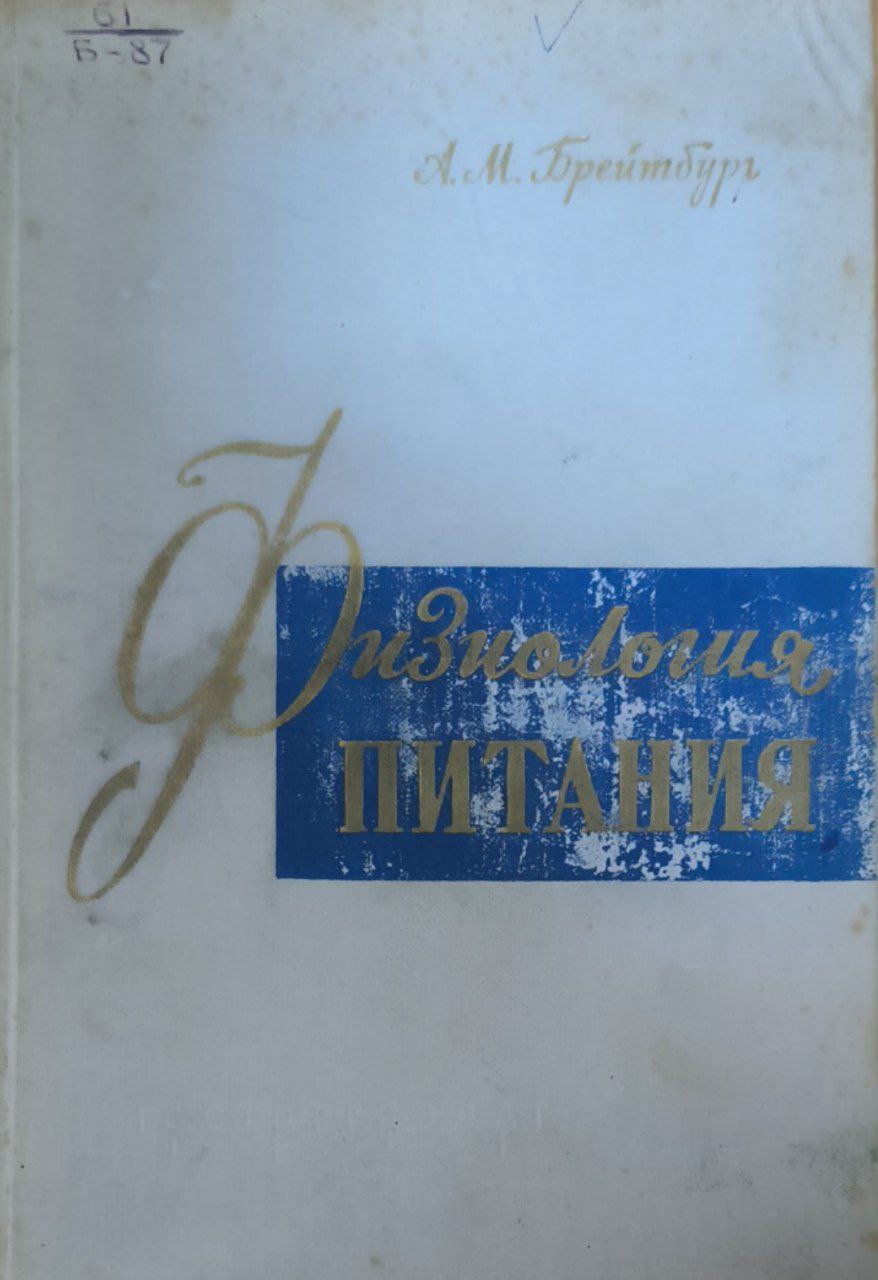 61
Б-87
А. М. Брейтбург
Физиология
ПИТАНИЯ